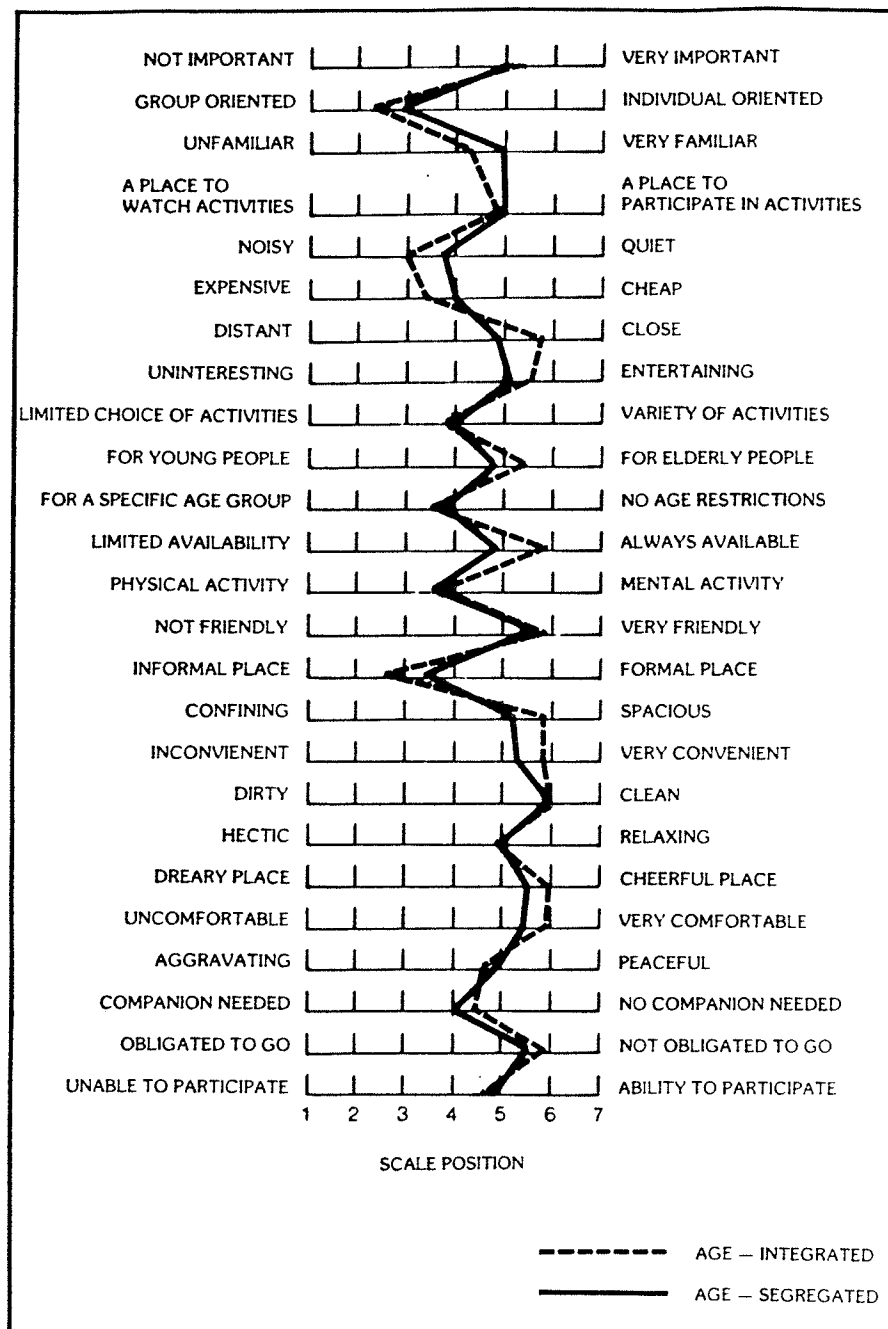 NOT IMPORTANT VERY IMPORTANT
GROUP ORIENTED INDIVIDUAL ORIENTED
UNFAMILIAR VERY FAMILIAR
A PLACE TO A PLACE TO
WATCH ACTIVITIES PARTICIPATE IN ACTIVITIES
NOISY QUIET
EXPENSIVE CHEAP
DISTANT CLOSE
UNINTERESTING ENTERTAINING
LIMITED CHOICE OF ACTIVITIES VARIETY OF ACTIVITIES
FOR YOUNG PEOPLE FOR ELDERLY PEOPLE
FOR A SPECIFIC AGE GROUP NO AGE RESTRICTIONS
LIMITED AVAILABILITY ALWAYS AVAILABLE
PHYSICAL ACTIVITY MENTAL ACTIVITY
NOT FRIENDLY VERY FRIENDLY
INFORMAL PLACE FORMAL PLACE
CONFINING SPACIOUS
INCONVIENENT VERY CONVENIENT
DIRTY CLEAN
HECTIC RELAXING
DREARY PLACE CHEERFUL PLACE
UNCOMFORTABLE VERY COMFORTABLE
AGGRAVATING PEACEFUL
COMPANION NEEDED NO COMPANION NEEDED
OBLIGATED TO GO NOT OBLIGATED TO GO
UNABLE TO PARTICIPATE ABILITY TO PARTICIPATE
1 2 3 4 5 6 7
SCALE POSITION
AGE — INTEGRATED
AGE — SEGREGATED